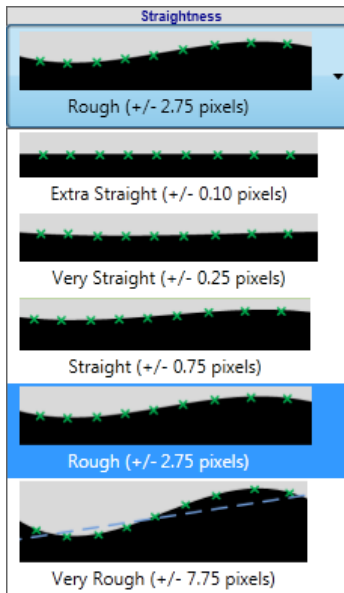 Straightness
Rough (+/- 2.75 pixels)
Extra Straight (+/- 0.10 pixels)
Very Straight (+/- 0.25 pixels)
Straight (+/- 0.75 pixels)
Rough (+/- 2.75 pixels)
Very Rough (+/- 7.75 pixels)